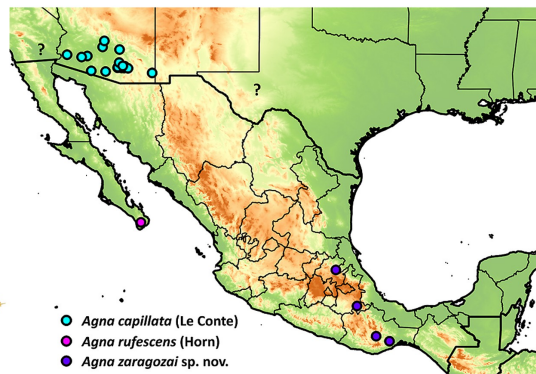 ?
?
Agna capillata (Le Conte)
Agna rufescens (Horn)
Agna zaragozai sp. nov.